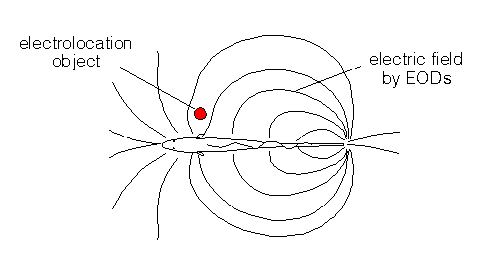 electrolocation
object
electric field
by EODs